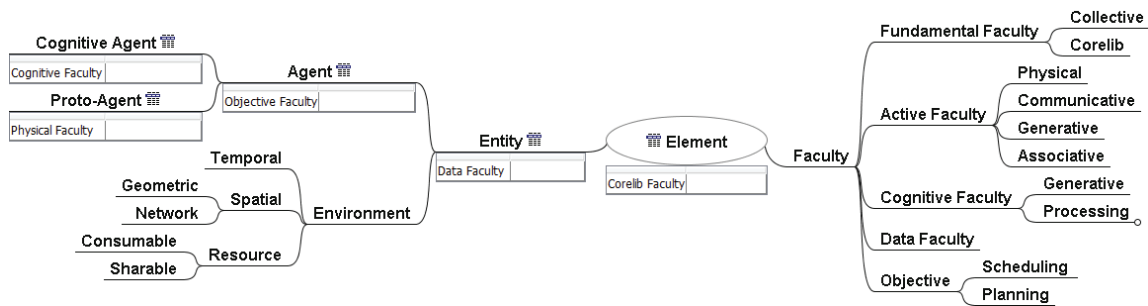 Cognitive Agent
Cognitive Faculty
Proto-Agent
Physical Faculty
Agent
Objective Faculty
Temporal
Geometric
Network
Spatial
Consumable
Sharable
Resource
Environment
Entity
Data Faculty
Element
Corelib Faculty
Faculty
Fundamental Faculty
Collective
Corelib
Active Faculty
Physical
Communicative
Generative
Associative
Cognitive Faculty
Generative
Processing
Data Faculty
Objective
Scheduling
Planning